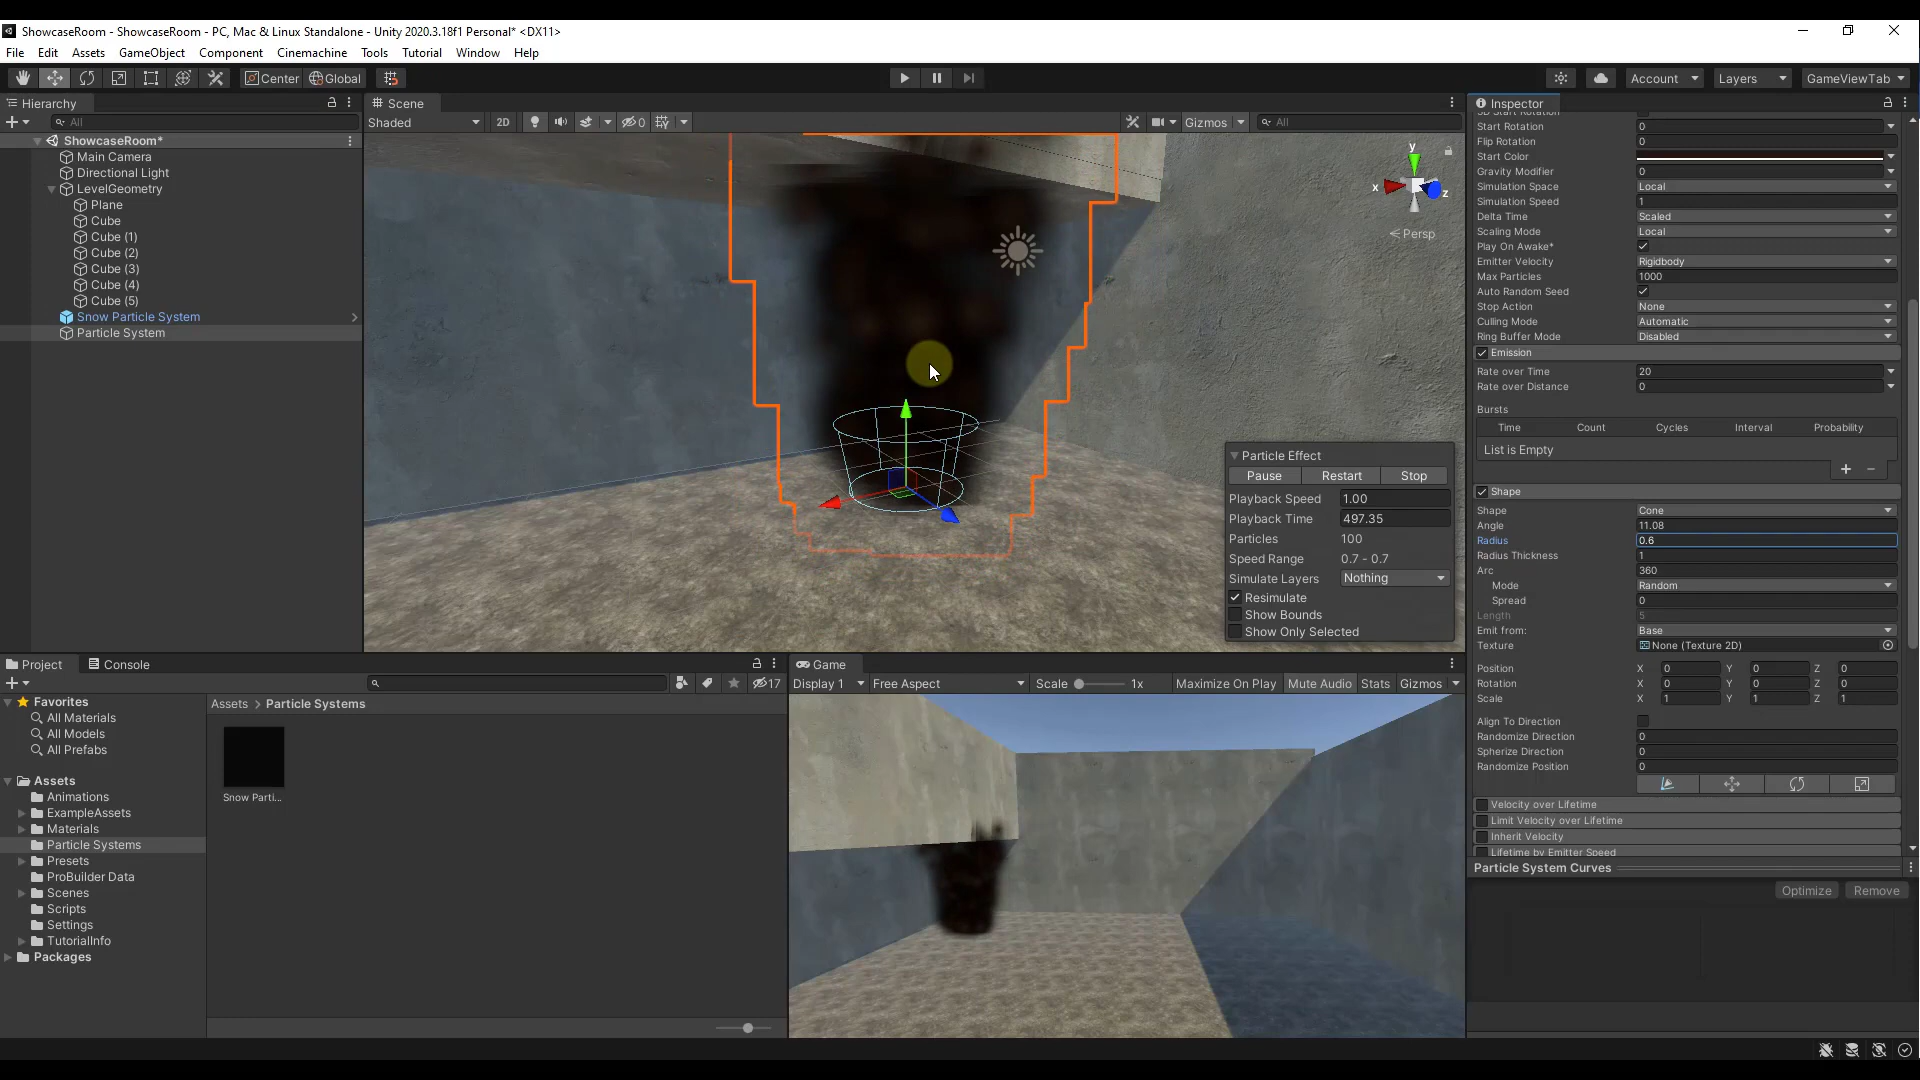 ShowcaseRoom - ShowcaseRoom - PC, Mac & Linux Standalone - Unity 2020.3.18f1 Personal* <DX11>
File Edit Assets GameObject Component Cinemachine Tools Tutorial Window Help
Center Global Account Layers GameViewTab
Hierarchy
All
ShowcaseRoom*
Main Camera
Directional Light
LevelGeometry
Plane
Cube
Cube (1)
Cube (2)
Cube (3)
Cube (4)
Cube (5)
Snow Particle System
Particle System
Scene
Shaded 2D 0 Gizmos All
y
x z
Persp
Particle Effect
Pause Restart Stop
Playback Speed 1.00
Playback Time 497.35
Particles 100
Speed Range 0.7 - 0.7
Simulate Layers Nothing
Resimulate
Show Bounds
Show Only Selected
Project Console
17
Favorites
All Materials
All Models
All Prefabs
Assets
Animations
ExampleAssets
Materials
Particle Systems
Presets
ProBuilder Data
Scenes
Scripts
Settings
TutorialInfo
Packages
Assets > Particle Systems
Snow Parti...
Game
Display 1 Free Aspect Scale 1x Maximize On Play Mute Audio Stats Gizmos
Inspector
3D Start Rotation
Start Rotation 0
Flip Rotation 0
Start Color
Gravity Modifier 0
Simulation Space Local
Simulation Speed 1
Delta Time Scaled
Scaling Mode Local
Play On Awake*
Emitter Velocity Rigidbody
Max Particles 1000
Auto Random Seed
Stop Action None
Culling Mode Automatic
Ring Buffer Mode Disabled
Emission
Rate over Time 20
Rate over Distance 0
Bursts
Time Count Cycles Interval Probability
List is Empty
+ −
Shape
Shape Cone
Angle 11.08
Radius 0.6
Radius Thickness 1
Arc 360
Mode Random
Spread 0
Length 5
Emit from: Base
Texture None (Texture 2D)
Position X 0 Y 0 Z 0
Rotation X 0 Y 0 Z 0
Scale X 1 Y 1 Z 1
Align To Direction
Randomize Direction 0
Spherize Direction 0
Randomize Position 0
Velocity over Lifetime
Limit Velocity over Lifetime
Inherit Velocity
Lifetime by Emitter Speed
Particle System Curves
Optimize Remove